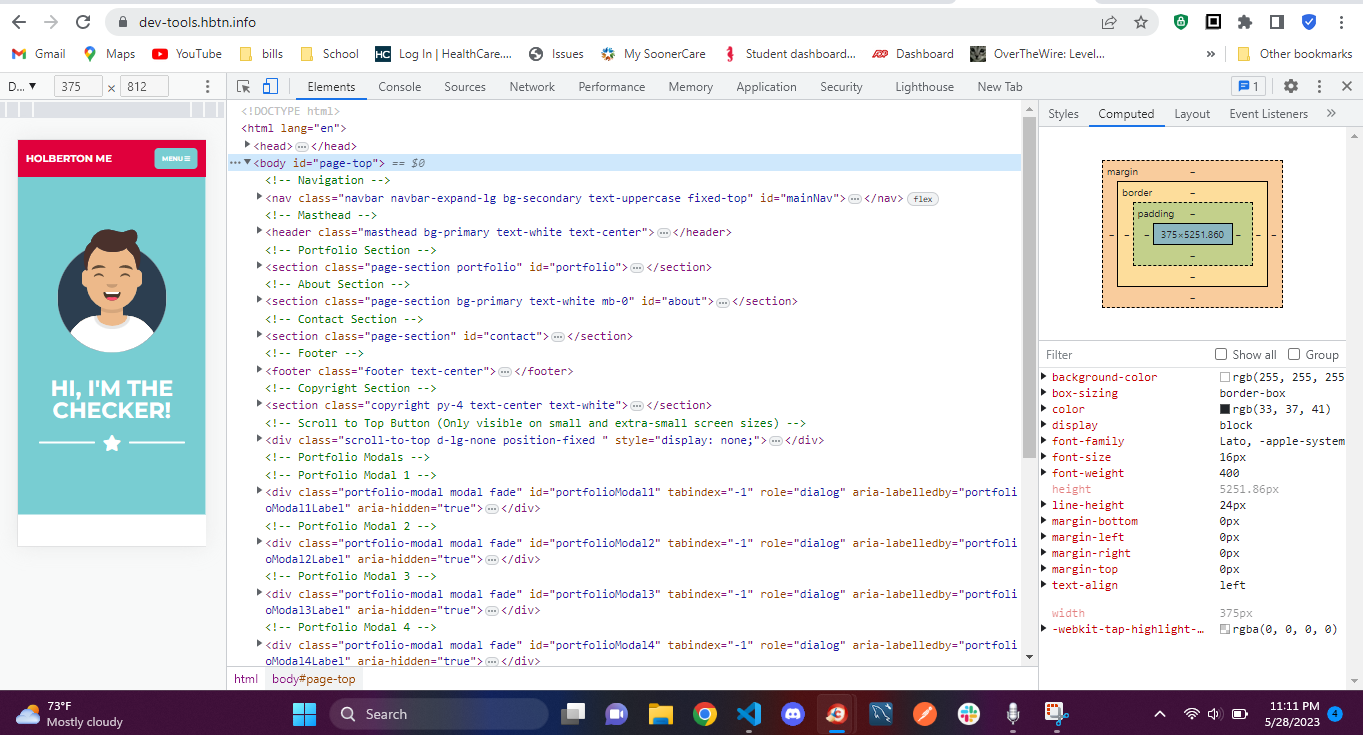 dev-tools.hbtn.info
Gmail Maps YouTube bills School HC Log In | HealthCare.... Issues My SoonerCare Student dashboard... ADP Dashboard OverTheWire: Level... » Other bookmarks
D... ▼ 375 × 812 Elements Console Sources Network Performance Memory Application Security Lighthouse New Tab 1
Styles Computed Layout Event Listeners »
HOLBERTON ME MENU
HI, I'M THE
CHECKER!
<!DOCTYPE html>
<html lang="en">
<head>…</head>
<body id="page-top"> == $0
<!-- Navigation -->
<nav class="navbar navbar-expand-lg bg-secondary text-uppercase fixed-top" id="mainNav">…</nav> flex
<!-- Masthead -->
<header class="masthead bg-primary text-white text-center">…</header>
<!-- Portfolio Section -->
<section class="page-section portfolio" id="portfolio">…</section>
<!-- About Section -->
<section class="page-section bg-primary text-white mb-0" id="about">…</section>
<!-- Contact Section -->
<section class="page-section" id="contact">…</section>
<!-- Footer -->
<footer class="footer text-center">…</footer>
<!-- Copyright Section -->
<section class="copyright py-4 text-center text-white">…</section>
<!-- Scroll to Top Button (Only visible on small and extra-small screen sizes) -->
<div class="scroll-to-top d-lg-none position-fixed " style="display: none;">…</div>
<!-- Portfolio Modals -->
<!-- Portfolio Modal 1 -->
<div class="portfolio-modal modal fade" id="portfolioModal1" tabindex="-1" role="dialog" aria-labelledby="portfoli
oModal1Label" aria-hidden="true">…</div>
<!-- Portfolio Modal 2 -->
<div class="portfolio-modal modal fade" id="portfolioModal2" tabindex="-1" role="dialog" aria-labelledby="portfoli
oModal2Label" aria-hidden="true">…</div>
<!-- Portfolio Modal 3 -->
<div class="portfolio-modal modal fade" id="portfolioModal3" tabindex="-1" role="dialog" aria-labelledby="portfoli
oModal3Label" aria-hidden="true">…</div>
<!-- Portfolio Modal 4 -->
<div class="portfolio-modal modal fade" id="portfolioModal4" tabindex="-1" role="dialog" aria-labelledby="portfoli
oModal4Label" aria-hidden="true">…</div>
html body#page-top
margin –
border –
padding –
– – – 375×5251.860 – – –
–
–
–
Filter Show all Group
background-color rgb(255, 255, 255
box-sizing border-box
color rgb(33, 37, 41)
display block
font-family Lato, -apple-system
font-size 16px
font-weight 400
height 5251.86px
line-height 24px
margin-bottom 0px
margin-left 0px
margin-right 0px
margin-top 0px
text-align left
width 375px
-webkit-tap-highlight-... rgba(0, 0, 0, 0)
73°F
Mostly cloudy
Search
11:11 PM
5/28/2023
4